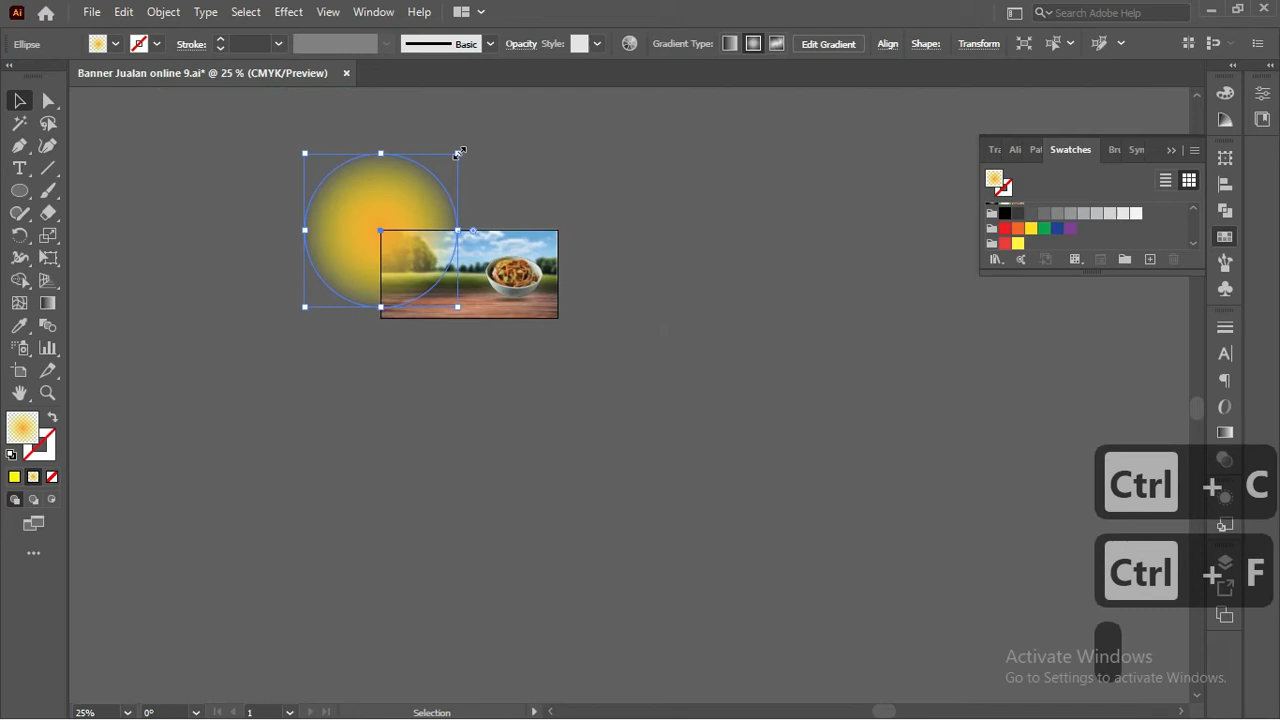 Ai File Edit Object Type Select Effect View Window Help Search Adobe Help
Ellipse Stroke: Basic Opacity Style: Gradient Type: Edit Gradient Align Shape: Transform
Banner Jualan online 9.ai* @ 25 % (CMYK/Preview)
Tra Ali Pat Swatches Bru Syn
Ctrl + C
Ctrl + F
Activate Windows
Go to Settings to activate Windows.
25% 0° 1 Selection